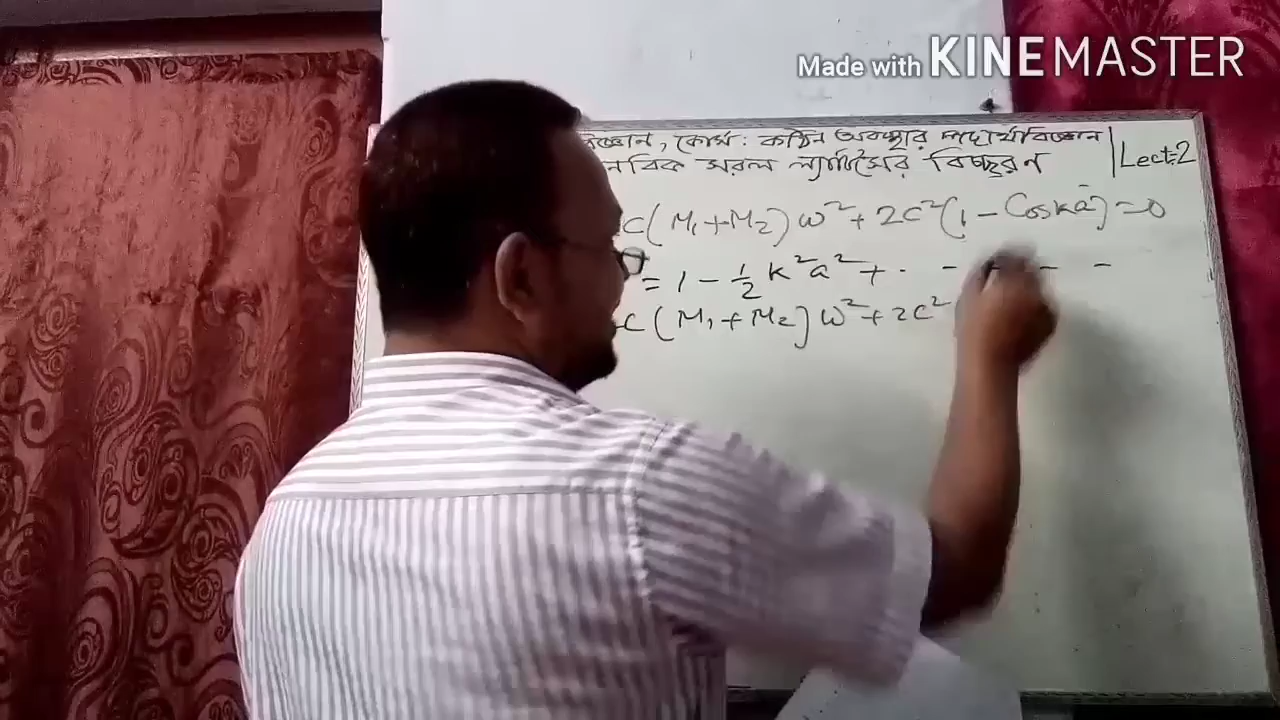 Made with KINEMASTER
কোর্স : কঠিন অবস্থার পদার্থবিজ্ঞান
সরল ল্যাটিসের বিচ্ছুরণ
Lect:2
C(M₁+M₂)ω²+2C²(1-Coska)=0
=1-½k²a²+. - - - -
C(M₁+M₂)ω²+2C²